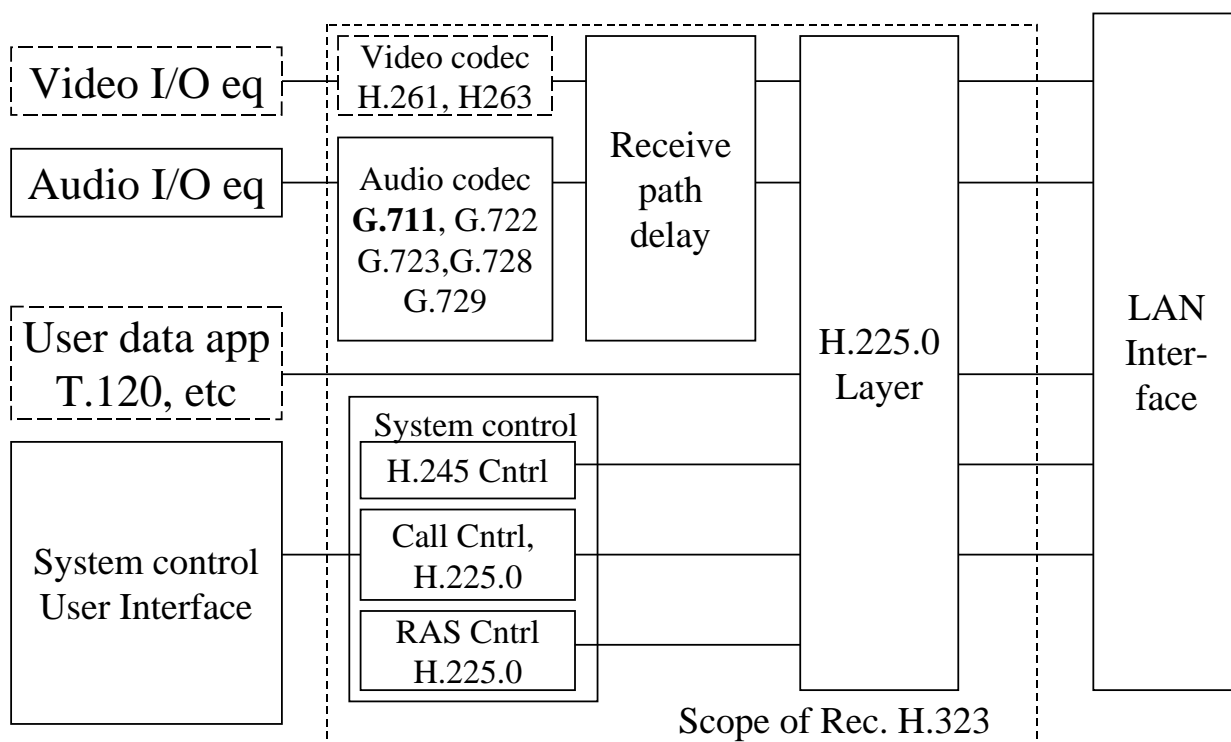 Video I/O eq
Video codec
H.261, H263
Audio I/O eq
Audio codec
G.711, G.722
G.723,G.728
G.729
Receive
path
delay
User data app
T.120, etc
H.225.0
Layer
LAN
Inter-
face
System control
User Interface
System control
H.245 Cntrl
Call Cntrl,
H.225.0
RAS Cntrl
H.225.0
Scope of Rec. H.323